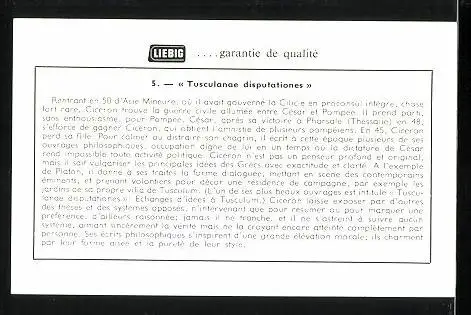 LIEBIG ....garantie de qualité
5. — « Tusculanae disputationes »
Rentrant en 50 d'Asie Mineure, où il avait gouverné la Cilicie en proconsul intègre, chose
fort rare, Cicéron trouve la guerre civile allumée entre César et Pompée. Il prend parti,
sans enthousiasme, pour Pompée. César, après sa victoire à Pharsale (Thessalie) en 48,
s'efforce de gagner Cicéron, qui obtient l'amnistie de plusieurs pompéiens. En 45, Cicéron
perd sa fille. Pour calmer ou distraire son chagrin, il écrit à cette époque plusieurs de ses
ouvrages philosophiques, occupation digne de lui en un temps où la dictature de César
rend impossible toute activité politique. Cicéron n'est pas un penseur profond et original,
mais il sait vulgariser les principales idées des Grecs avec exactitude et clarté. A l'exemple
de Platon, il donne à ses traités la forme dialoguée, mettant en scène des contemporains
éminents, et prenant volontiers pour décor une résidence de campagne, par exemple les
jardins de sa propre villa de Tusculum. (L'un de ses plus beaux ouvrages est intitulé « Tuscu-
lanae disputationes » : Echanges d'idées à Tusculum.) Cicéron laisse exposer par d'autres
des thèses et des systèmes opposés, n'intervenant que pour résumer ou pour marquer une
préférence, d'ailleurs raisonnée; jamais il ne tranche, et il ne s'astreint à suivre aucun
système, aimant sincèrement la vérité mais ne la croyant encore atteinte complètement par
personne. Ses écrits philosophiques s'inspirent d'une grande élévation morale; ils charment
par leur forme aisée et la pureté de leur style.